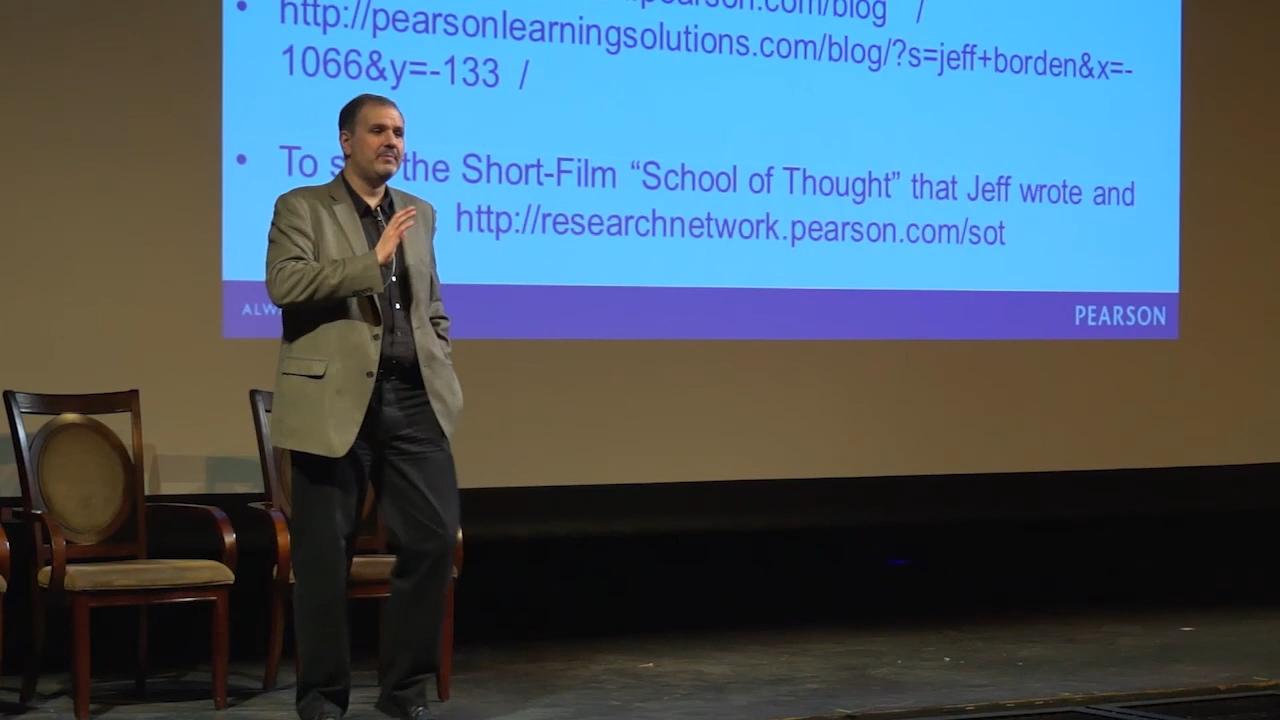 pearson.com/blog /
• http://pearsonlearningsolutions.com/blog/?s=jeff+borden&x=-
1066&y=-133 /
• To the Short-Film “School of Thought” that Jeff wrote and
http://researchnetwork.pearson.com/sot
PEARSON